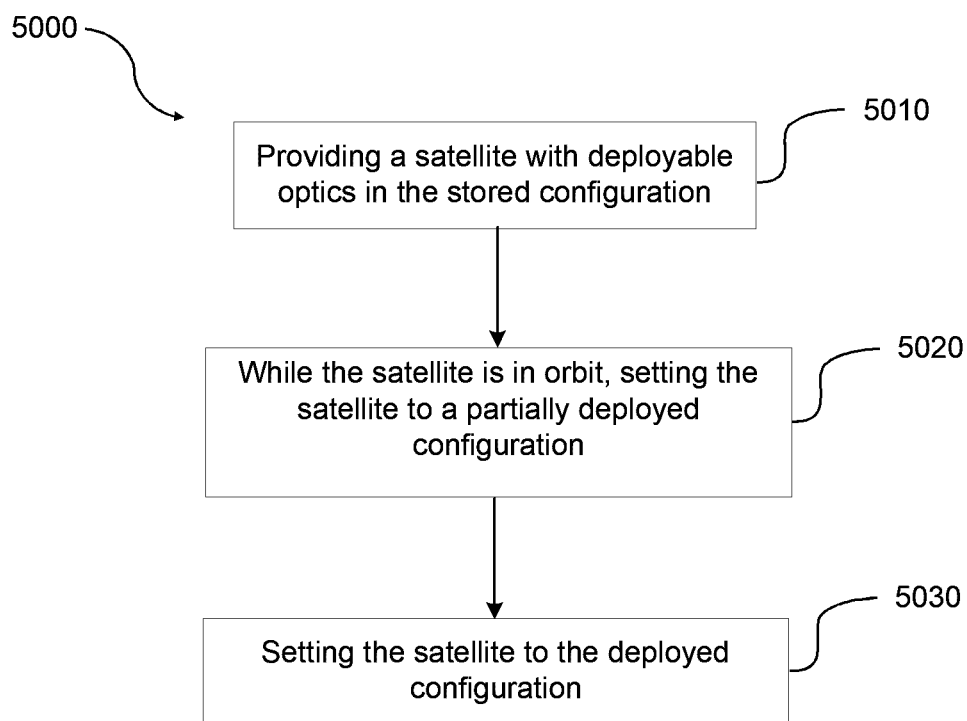 5000
5010
Providing a satellite with deployable
optics in the stored configuration
5020
While the satellite is in orbit, setting the
satellite to a partially deployed
configuration
5030
Setting the satellite to the deployed
configuration